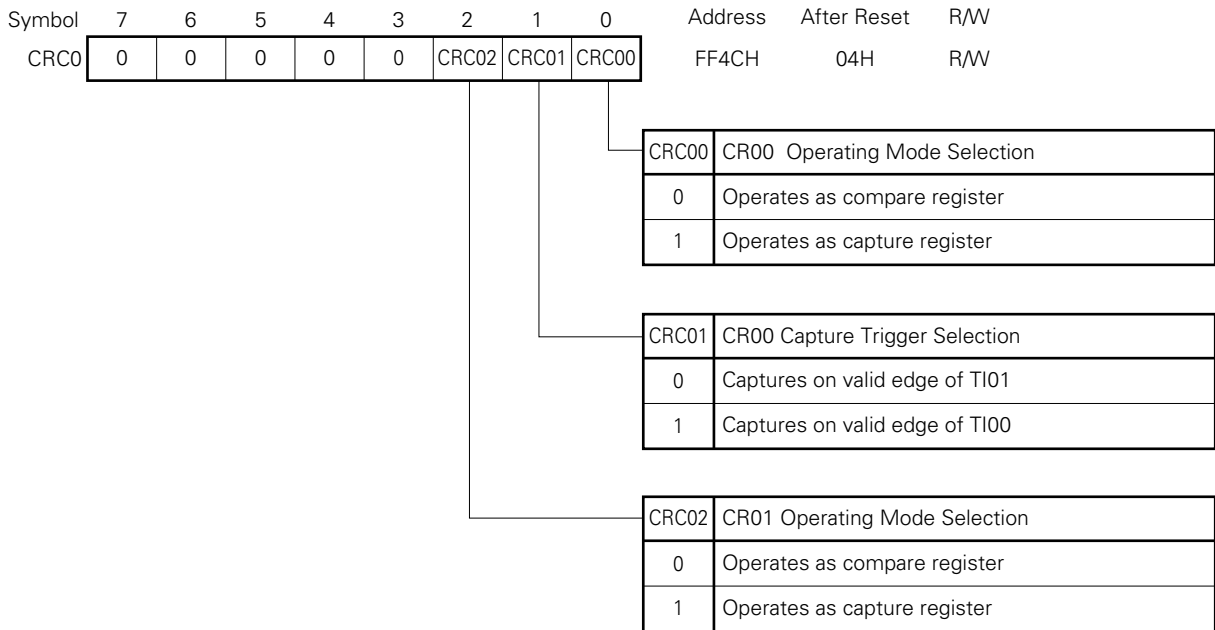 Symbol 7 6 5 4 3 2 1 0 Address After Reset R/W
CRC0 0 0 0 0 0 CRC02 CRC01 CRC00 FF4CH 04H R/W
CRC00 CR00 Operating Mode Selection
0 Operates as compare register
1 Operates as capture register
CRC01 CR00 Capture Trigger Selection
0 Captures on valid edge of TI01
1 Captures on valid edge of TI00
CRC02 CR01 Operating Mode Selection
0 Operates as compare register
1 Operates as capture register